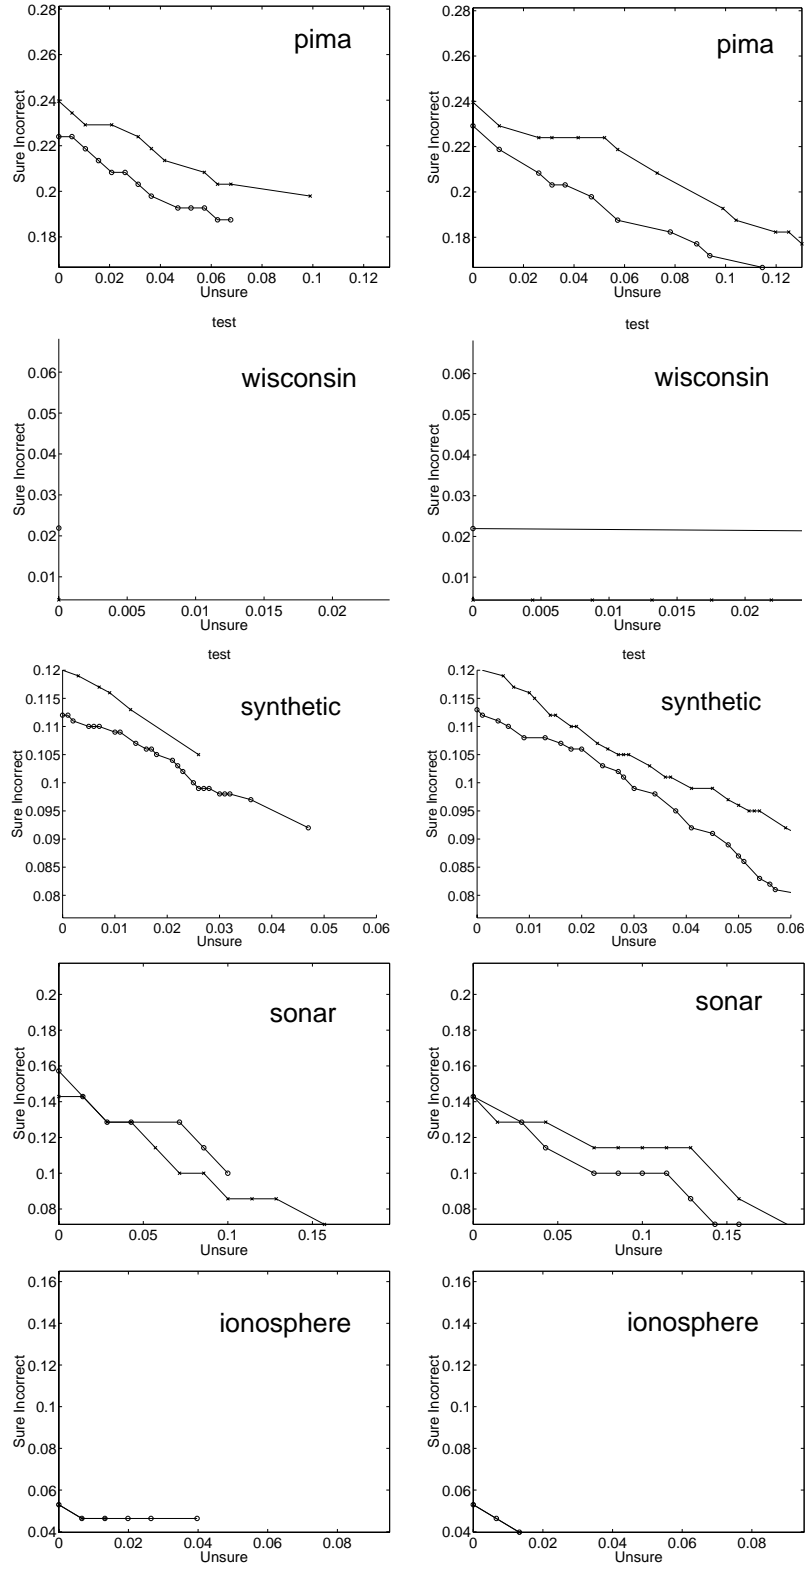 0.28
0.26
0.24
0.22
0.2
0.18
Sure Incorrect
pima
0 0.02 0.04 0.06 0.08 0.1 0.12
Unsure
0.28
0.26
0.24
0.22
0.2
0.18
Sure Incorrect
pima
0 0.02 0.04 0.06 0.08 0.1 0.12
Unsure
test
0.06
0.05
0.04
0.03
0.02
0.01
Sure Incorrect
wisconsin
0 0.005 0.01 0.015 0.02
Unsure
test
0.06
0.05
0.04
0.03
0.02
0.01
Sure Incorrect
wisconsin
0 0.005 0.01 0.015 0.02
Unsure
test
0.12
0.115
0.11
0.105
0.1
0.095
0.09
0.085
0.08
Sure Incorrect
synthetic
0 0.01 0.02 0.03 0.04 0.05 0.06
Unsure
test
0.12
0.115
0.11
0.105
0.1
0.095
0.09
0.085
0.08
Sure Incorrect
synthetic
0 0.01 0.02 0.03 0.04 0.05 0.06
Unsure
0.2
0.18
0.16
0.14
0.12
0.1
0.08
Sure Incorrect
sonar
0 0.05 0.1 0.15
Unsure
0.2
0.18
0.16
0.14
0.12
0.1
0.08
Sure Incorrect
sonar
0 0.05 0.1 0.15
Unsure
0.16
0.14
0.12
0.1
0.08
0.06
0.04
Sure Incorrect
ionosphere
0 0.02 0.04 0.06 0.08
Unsure
0.16
0.14
0.12
0.1
0.08
0.06
0.04
Sure Incorrect
ionosphere
0 0.02 0.04 0.06 0.08
Unsure